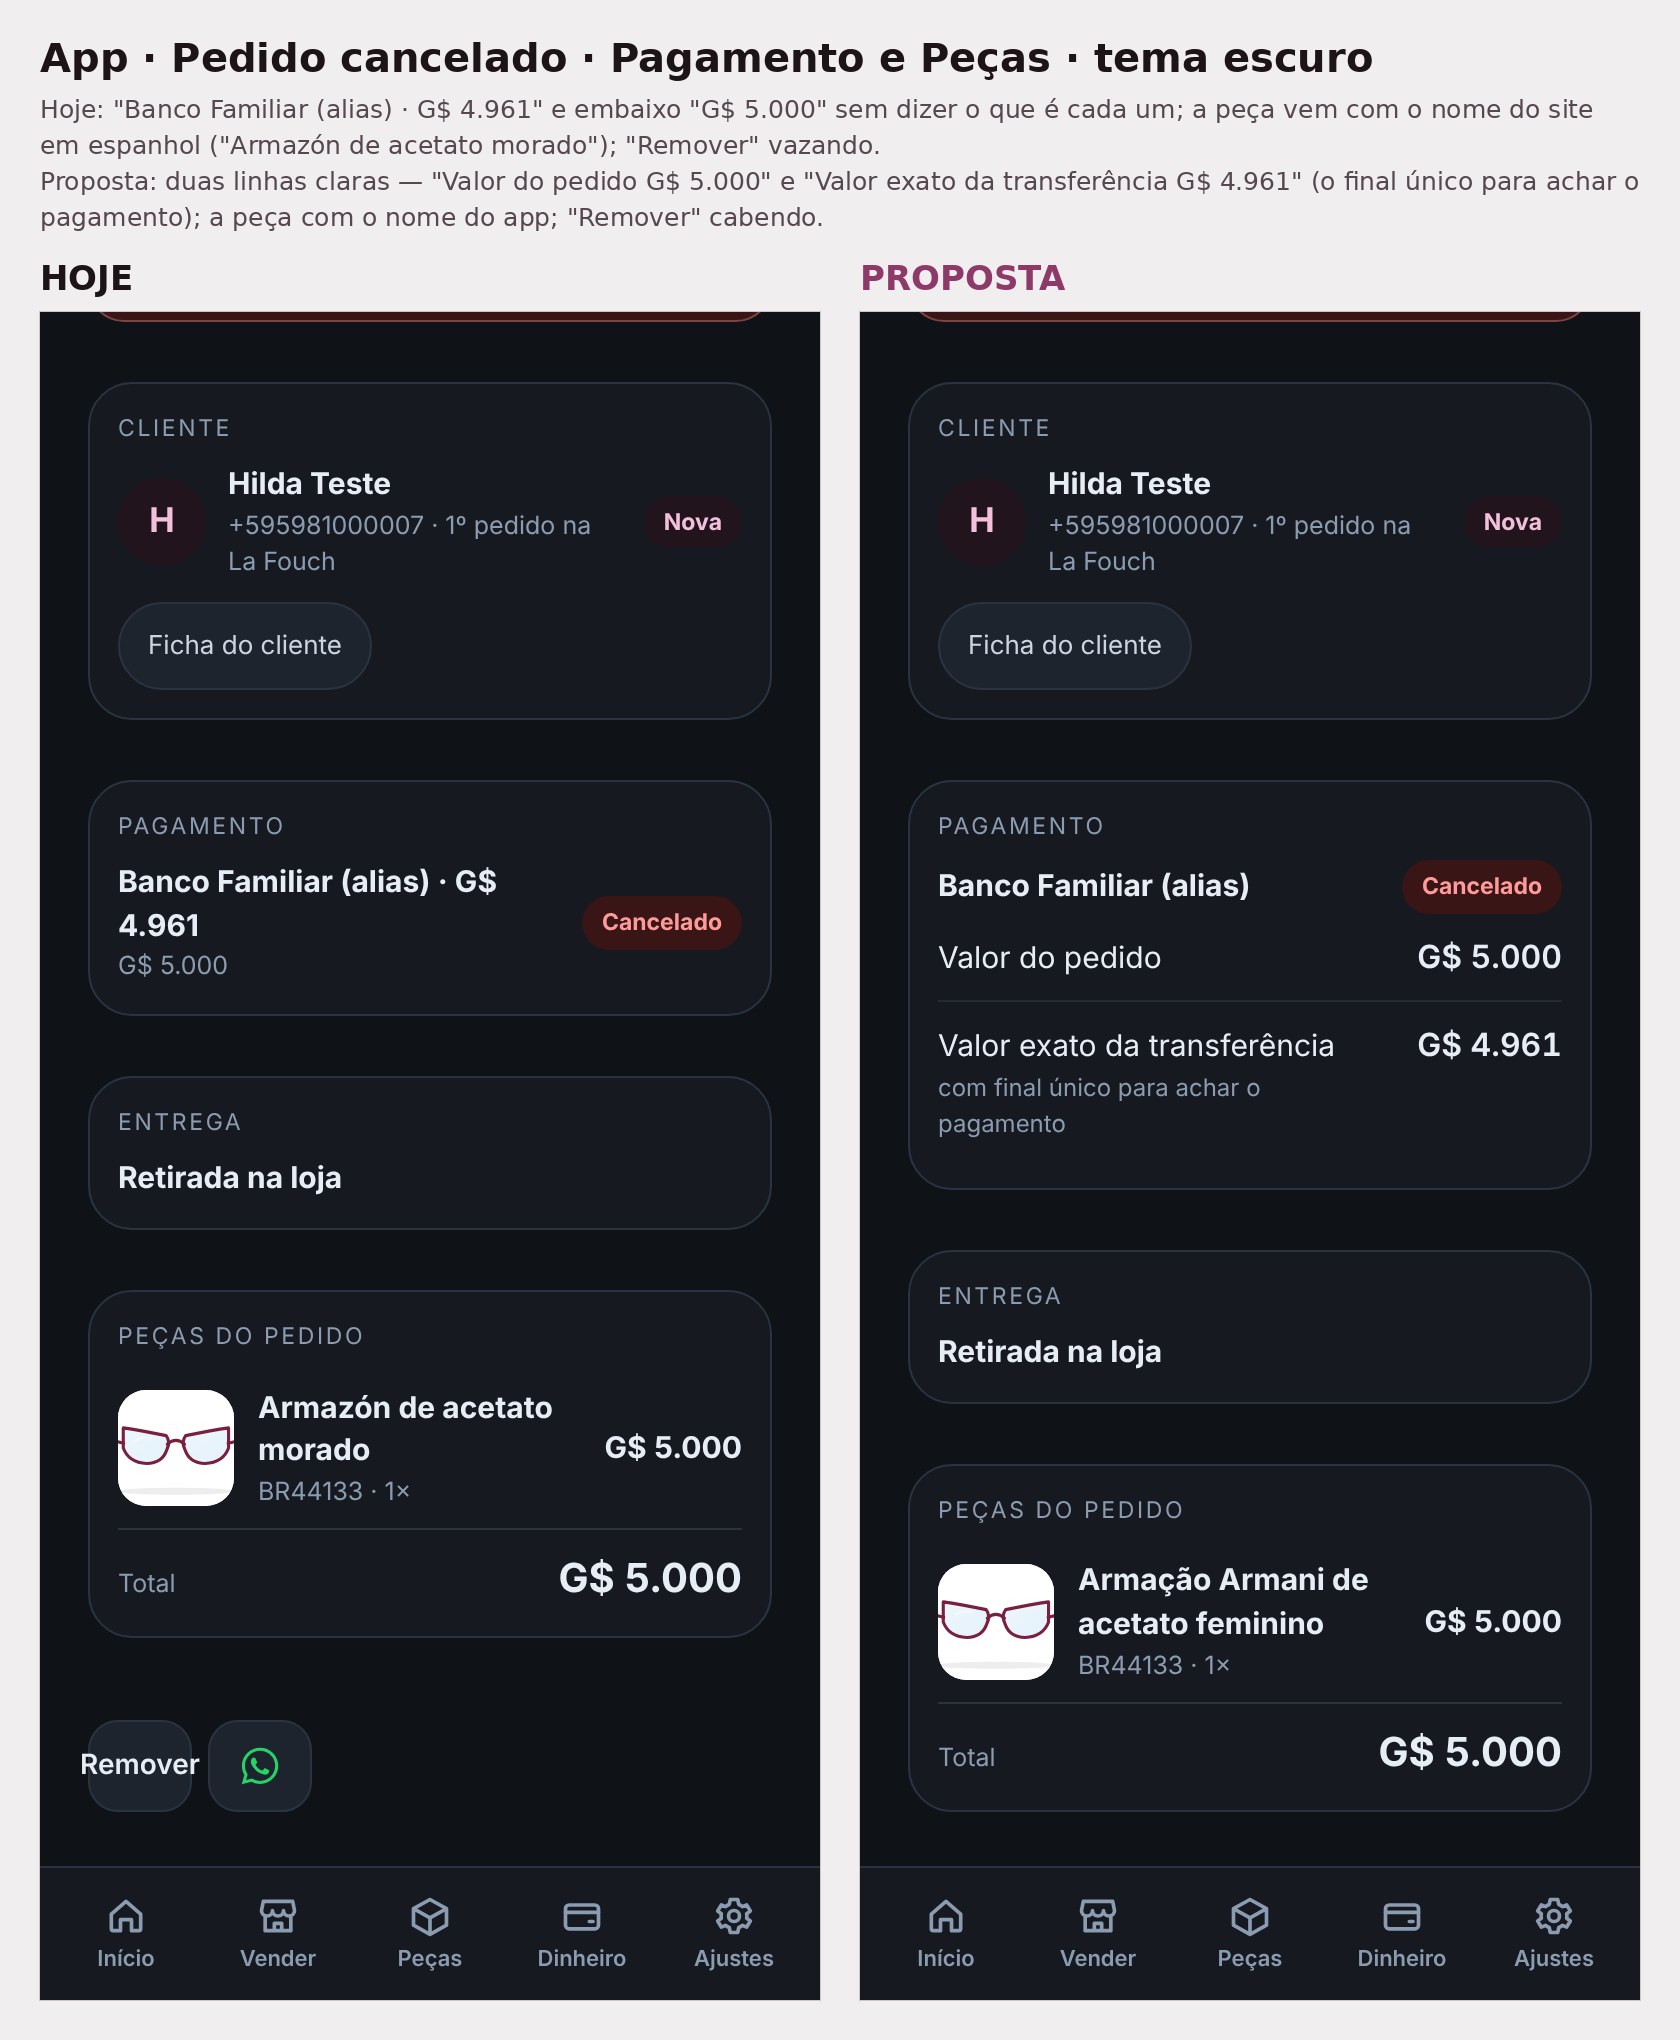 App · Pedido cancelado · Pagamento e Peças · tema escuro
Hoje: "Banco Familiar (alias) · G$ 4.961" e embaixo "G$ 5.000" sem dizer o que é cada um; a peça vem com o nome do site
em espanhol ("Armazón de acetato morado"); "Remover" vazando.
Proposta: duas linhas claras — "Valor do pedido G$ 5.000" e "Valor exato da transferência G$ 4.961" (o final único para achar o
pagamento); a peça com o nome do app; "Remover" cabendo.
HOJE
CLIENTE
H
Hilda Teste
+595981000007 · 1º pedido na
La Fouch
Nova
Ficha do cliente
PAGAMENTO
Banco Familiar (alias) · G$
4.961
G$ 5.000
Cancelado
ENTREGA
Retirada na loja
PEÇAS DO PEDIDO
Armazón de acetato
morado
BR44133 · 1×
G$ 5.000
Total
G$ 5.000
Remover
Início
Vender
Peças
Dinheiro
Ajustes
PROPOSTA
CLIENTE
H
Hilda Teste
+595981000007 · 1º pedido na
La Fouch
Nova
Ficha do cliente
PAGAMENTO
Banco Familiar (alias)
Cancelado
Valor do pedido
G$ 5.000
Valor exato da transferência
G$ 4.961
com final único para achar o
pagamento
ENTREGA
Retirada na loja
PEÇAS DO PEDIDO
Armação Armani de
acetato feminino
BR44133 · 1×
G$ 5.000
Total
G$ 5.000
Início
Vender
Peças
Dinheiro
Ajustes